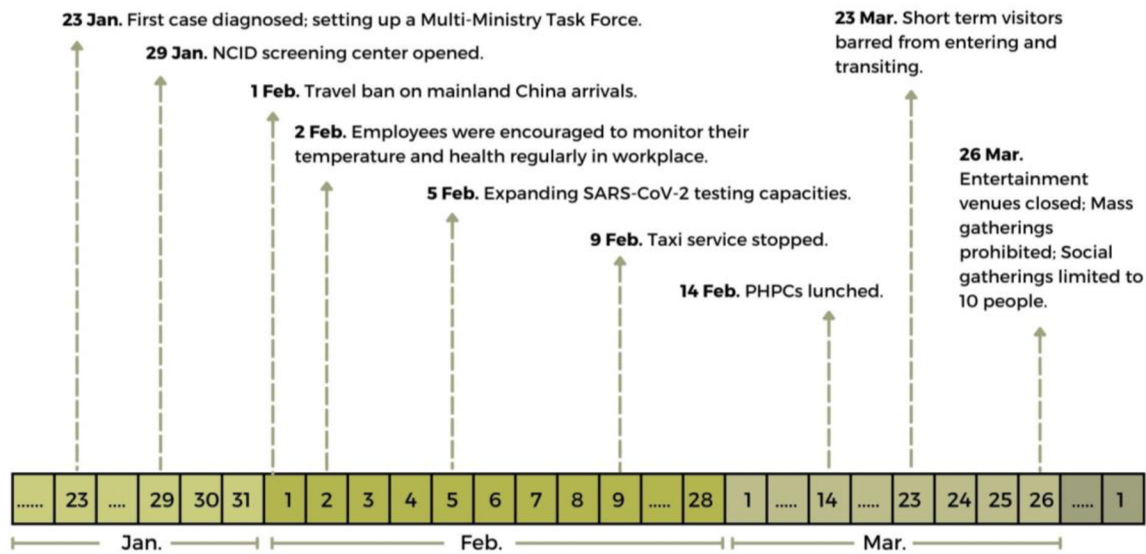 23 Jan. First case diagnosed; setting up a Multi-Ministry Task Force.
29 Jan. NCID screening center opened.
1 Feb. Travel ban on mainland China arrivals.
2 Feb. Employees were encouraged to monitor their
temperature and health regularly in workplace.
5 Feb. Expanding SARS-CoV-2 testing capacities.
9 Feb. Taxi service stopped.
14 Feb. PHPCs lunched.
23 Mar. Short term visitors
barred from entering and
transiting.
26 Mar.
Entertainment
venues closed; Mass
gatherings
prohibited; Social
gatherings limited to
10 people.
...... 23 .... 29 30 31 1 2 3 4 5 6 7 8 9 ..... 28 1 ..... 14 ..... 23 24 25 26 ..... 1
Jan. Feb. Mar.